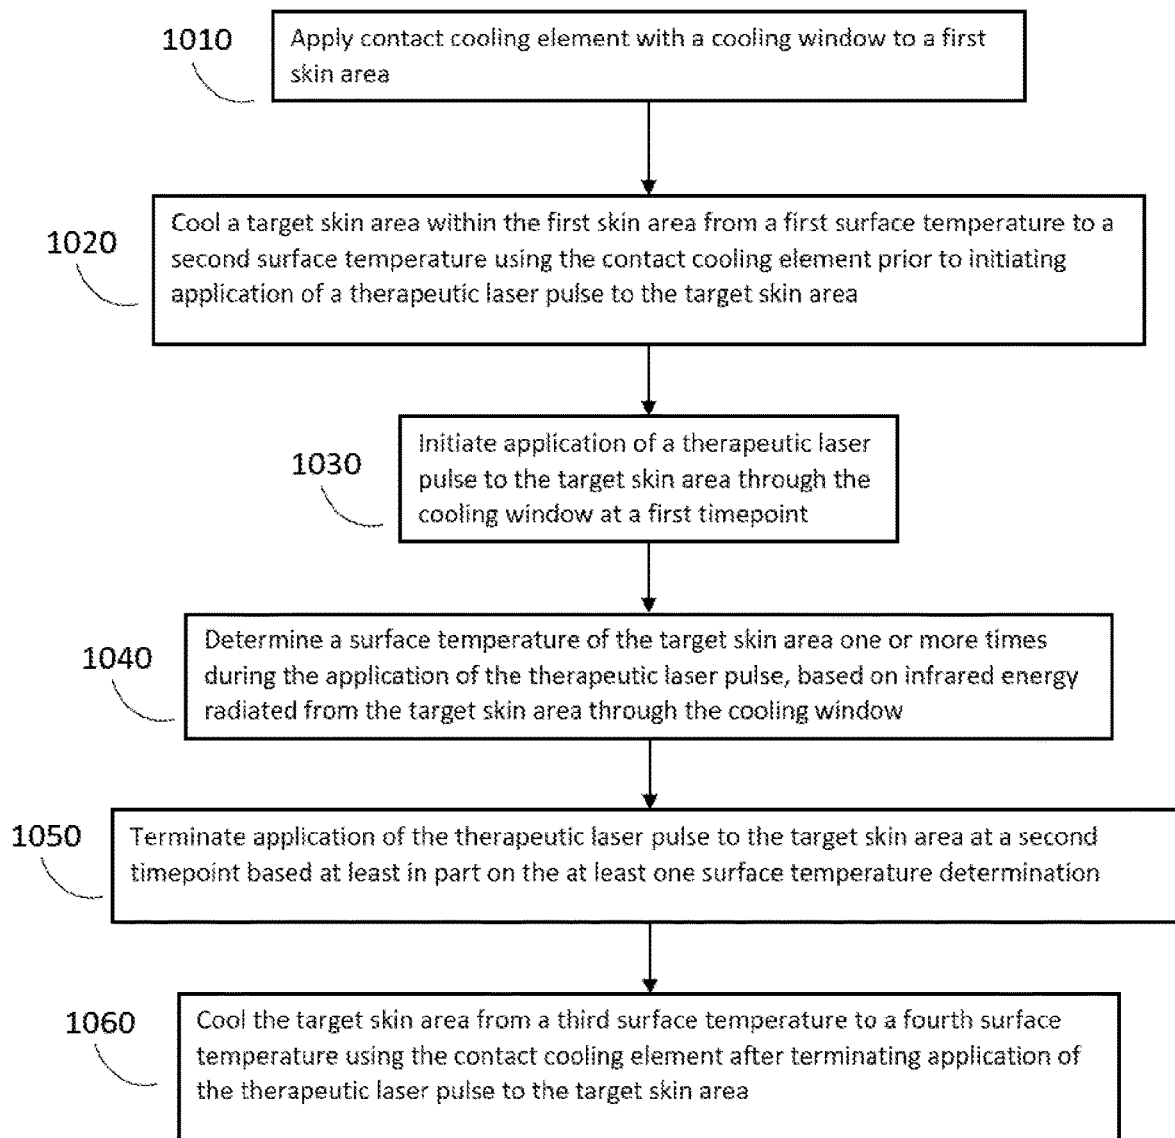 1010
Apply contact cooling element with a cooling window to a first
skin area
1020
Cool a target skin area within the first skin area from a first surface temperature to a
second surface temperature using the contact cooling element prior to initiating
application of a therapeutic laser pulse to the target skin area
1030
Initiate application of a therapeutic laser
pulse to the target skin area through the
cooling window at a first timepoint
1040
Determine a surface temperature of the target skin area one or more times
during the application of the therapeutic laser pulse, based on infrared energy
radiated from the target skin area through the cooling window
1050
Terminate application of the therapeutic laser pulse to the target skin area at a second
timepoint based at least in part on the at least one surface temperature determination
1060
Cool the target skin area from a third surface temperature to a fourth surface
temperature using the contact cooling element after terminating application of
the therapeutic laser pulse to the target skin area